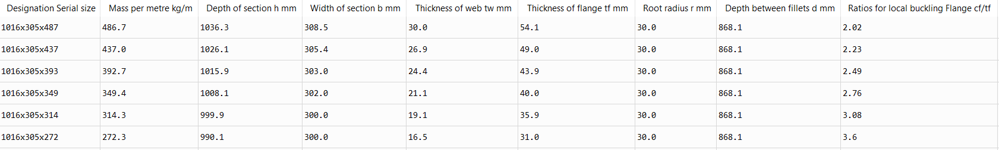 Designation Serial size Mass per metre kg/m Depth of section h mm Width of section b mm Thickness of web tw mm Thickness of flange tf mm Root radius r mm Depth between fillets d mm Ratios for local buckling Flange cf/tf
1016x305x487 486.7 1036.3 308.5 30.0 54.1 30.0 868.1 2.02
1016x305x437 437.0 1026.1 305.4 26.9 49.0 30.0 868.1 2.23
1016x305x393 392.7 1015.9 303.0 24.4 43.9 30.0 868.1 2.49
1016x305x349 349.4 1008.1 302.0 21.1 40.0 30.0 868.1 2.76
1016x305x314 314.3 999.9 300.0 19.1 35.9 30.0 868.1 3.08
1016x305x272 272.3 990.1 300.0 16.5 31.0 30.0 868.1 3.6